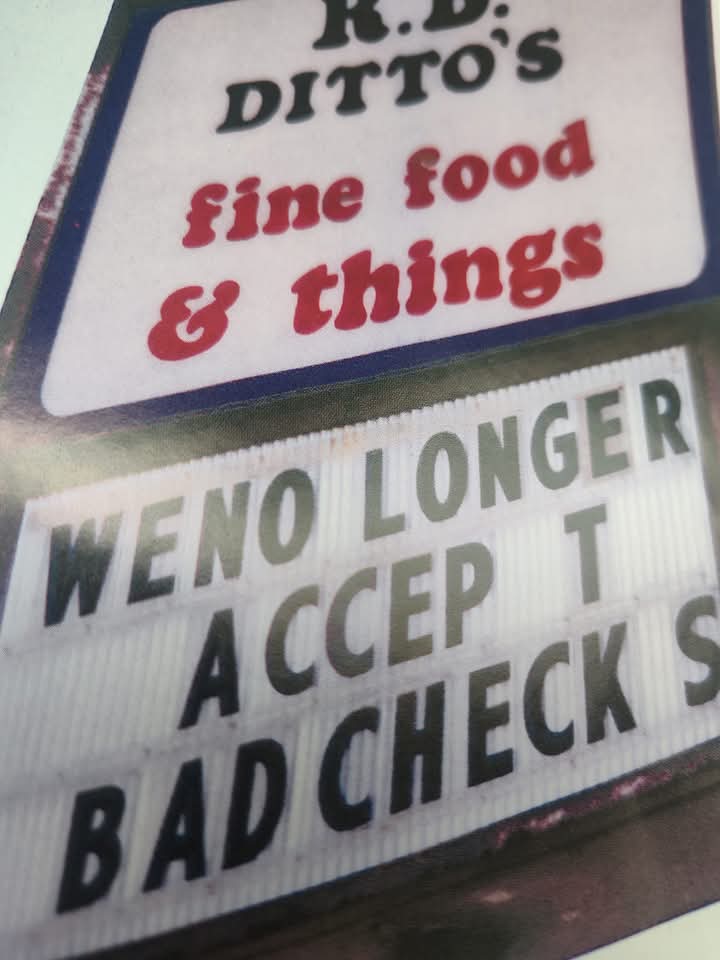 R.D.
DITTO'S
fine food
& things
WENO LONGER
ACCEP T
BADCHECK S